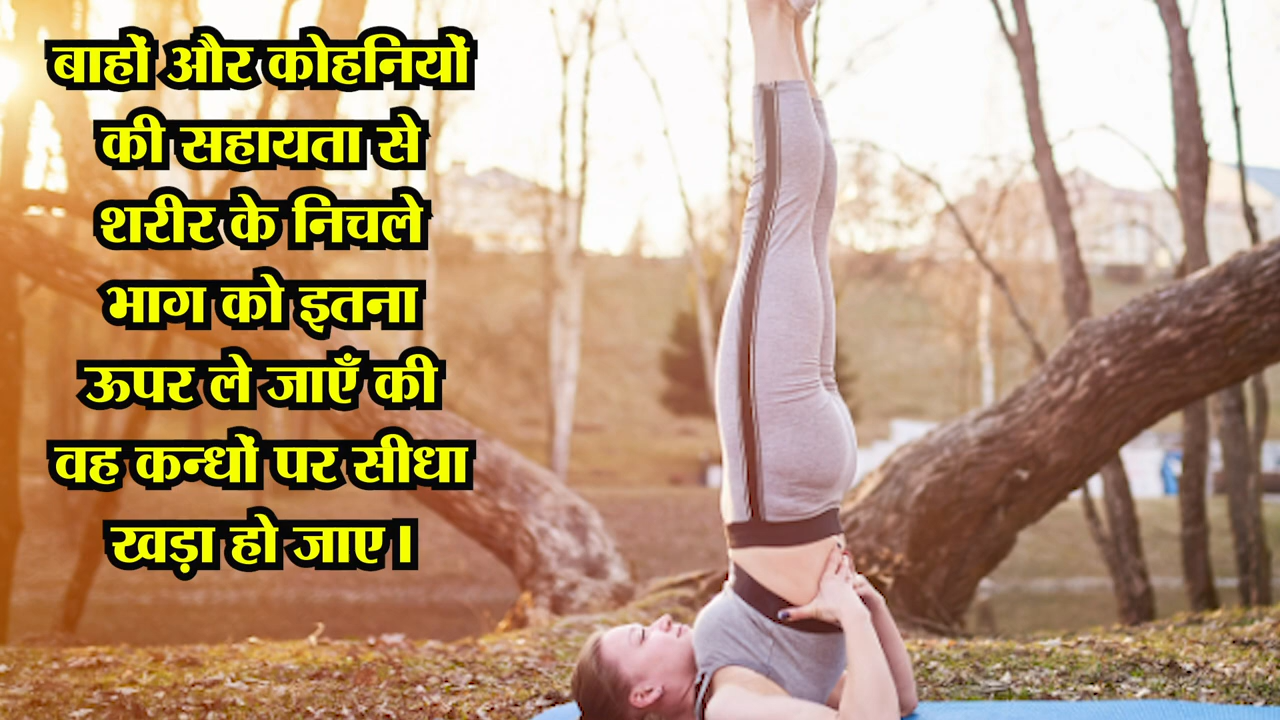 बाहों और कोहनियों
की सहायता से
शरीर के निचले
भाग को इतना
ऊपर ले जाएँ की
वह कन्धों पर सीधा
खड़ा हो जाए।